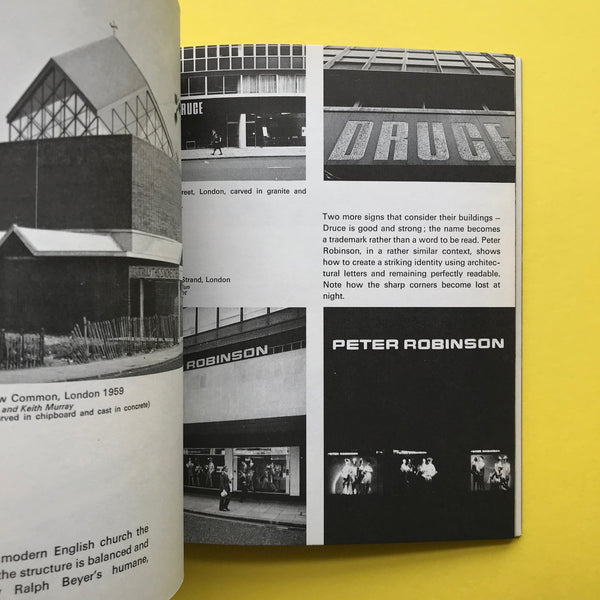 w Common, London 1959
and Keith Murray
rved in chipboard and cast in concrete)
modern English church the
the structure is balanced and
Ralph Beyer's humane,
RUCE
reet, London, carved in granite and
Strand, London
ROBINSON
DRUCE
Two more signs that consider their buildings –
Druce is good and strong; the name becomes
a trademark rather than a word to be read. Peter
Robinson, in a rather similar context, shows
how to create a striking identity using architec-
tural letters and remaining perfectly readable.
Note how the sharp corners become lost at
night.
PETER ROBINSON
PETER ROBINSON